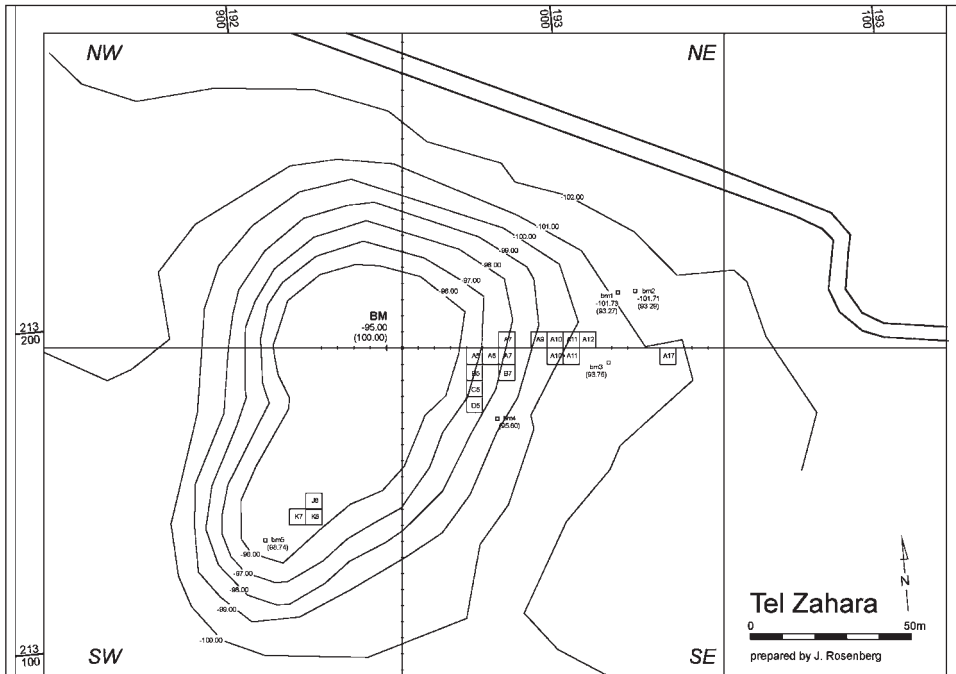 192
900
193
000
193
100
NW
NE
-102.00
-101.00
-100.00
-99.00
-98.00
-97.00
-96.00
BM
-95.00
(100.00)
bm1
-101.73
(93.27)
bm2
-101.71
(93.29)
213
200
A7
A9
A10
A11
A12
A5
A6
A7
A10
A11
A17
bm3
(93.76)
B5
B7
C5
D5
bm4
(95.60)
J8
K7
K8
bm5
(98.74)
-96.00
-97.00
-98.00
-99.00
-100.00
N
Tel Zahara
0
50m
prepared by J. Rosenberg
213
100
SW
SE